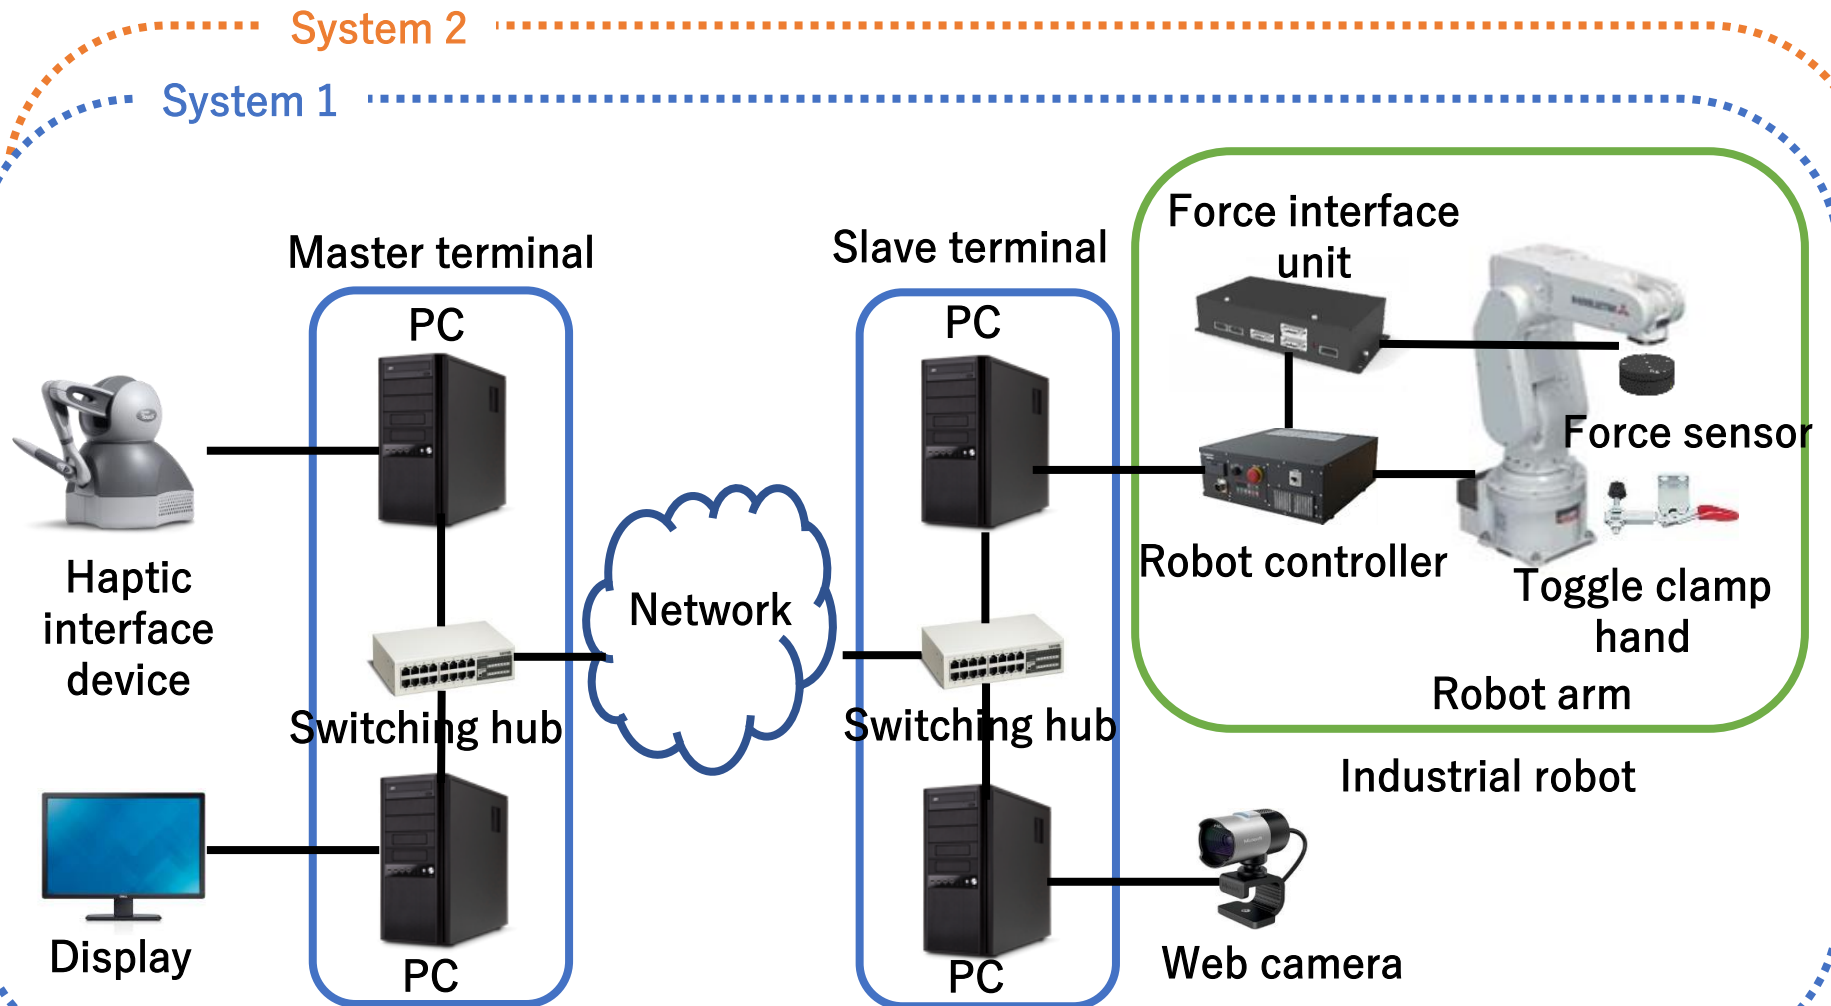 System 2
System 1
Master terminal
PC
Slave terminal
PC
Force interface
unit
Force sensor
Robot controller
Toggle clamp
hand
Robot arm
Industrial robot
Haptic
interface
device
Network
Switching hub
Switching hub
Display
PC
PC
Web camera